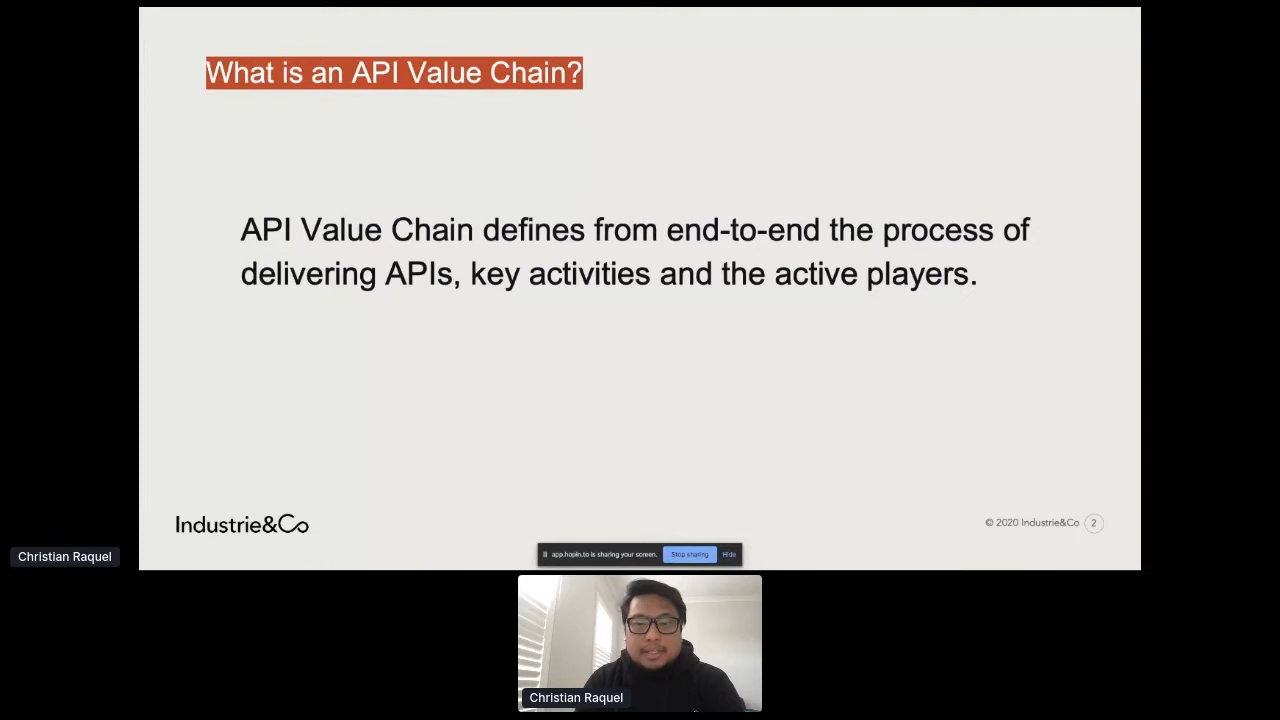 What is an API Value Chain?
API Value Chain defines from end-to-end the process of
delivering APIs, key activities and the active players.
Industrie&Co
© 2020 Industrie&Co 2
Christian Raquel
app.hopin.to is sharing your screen. Stop sharing Hide
Christian Raquel